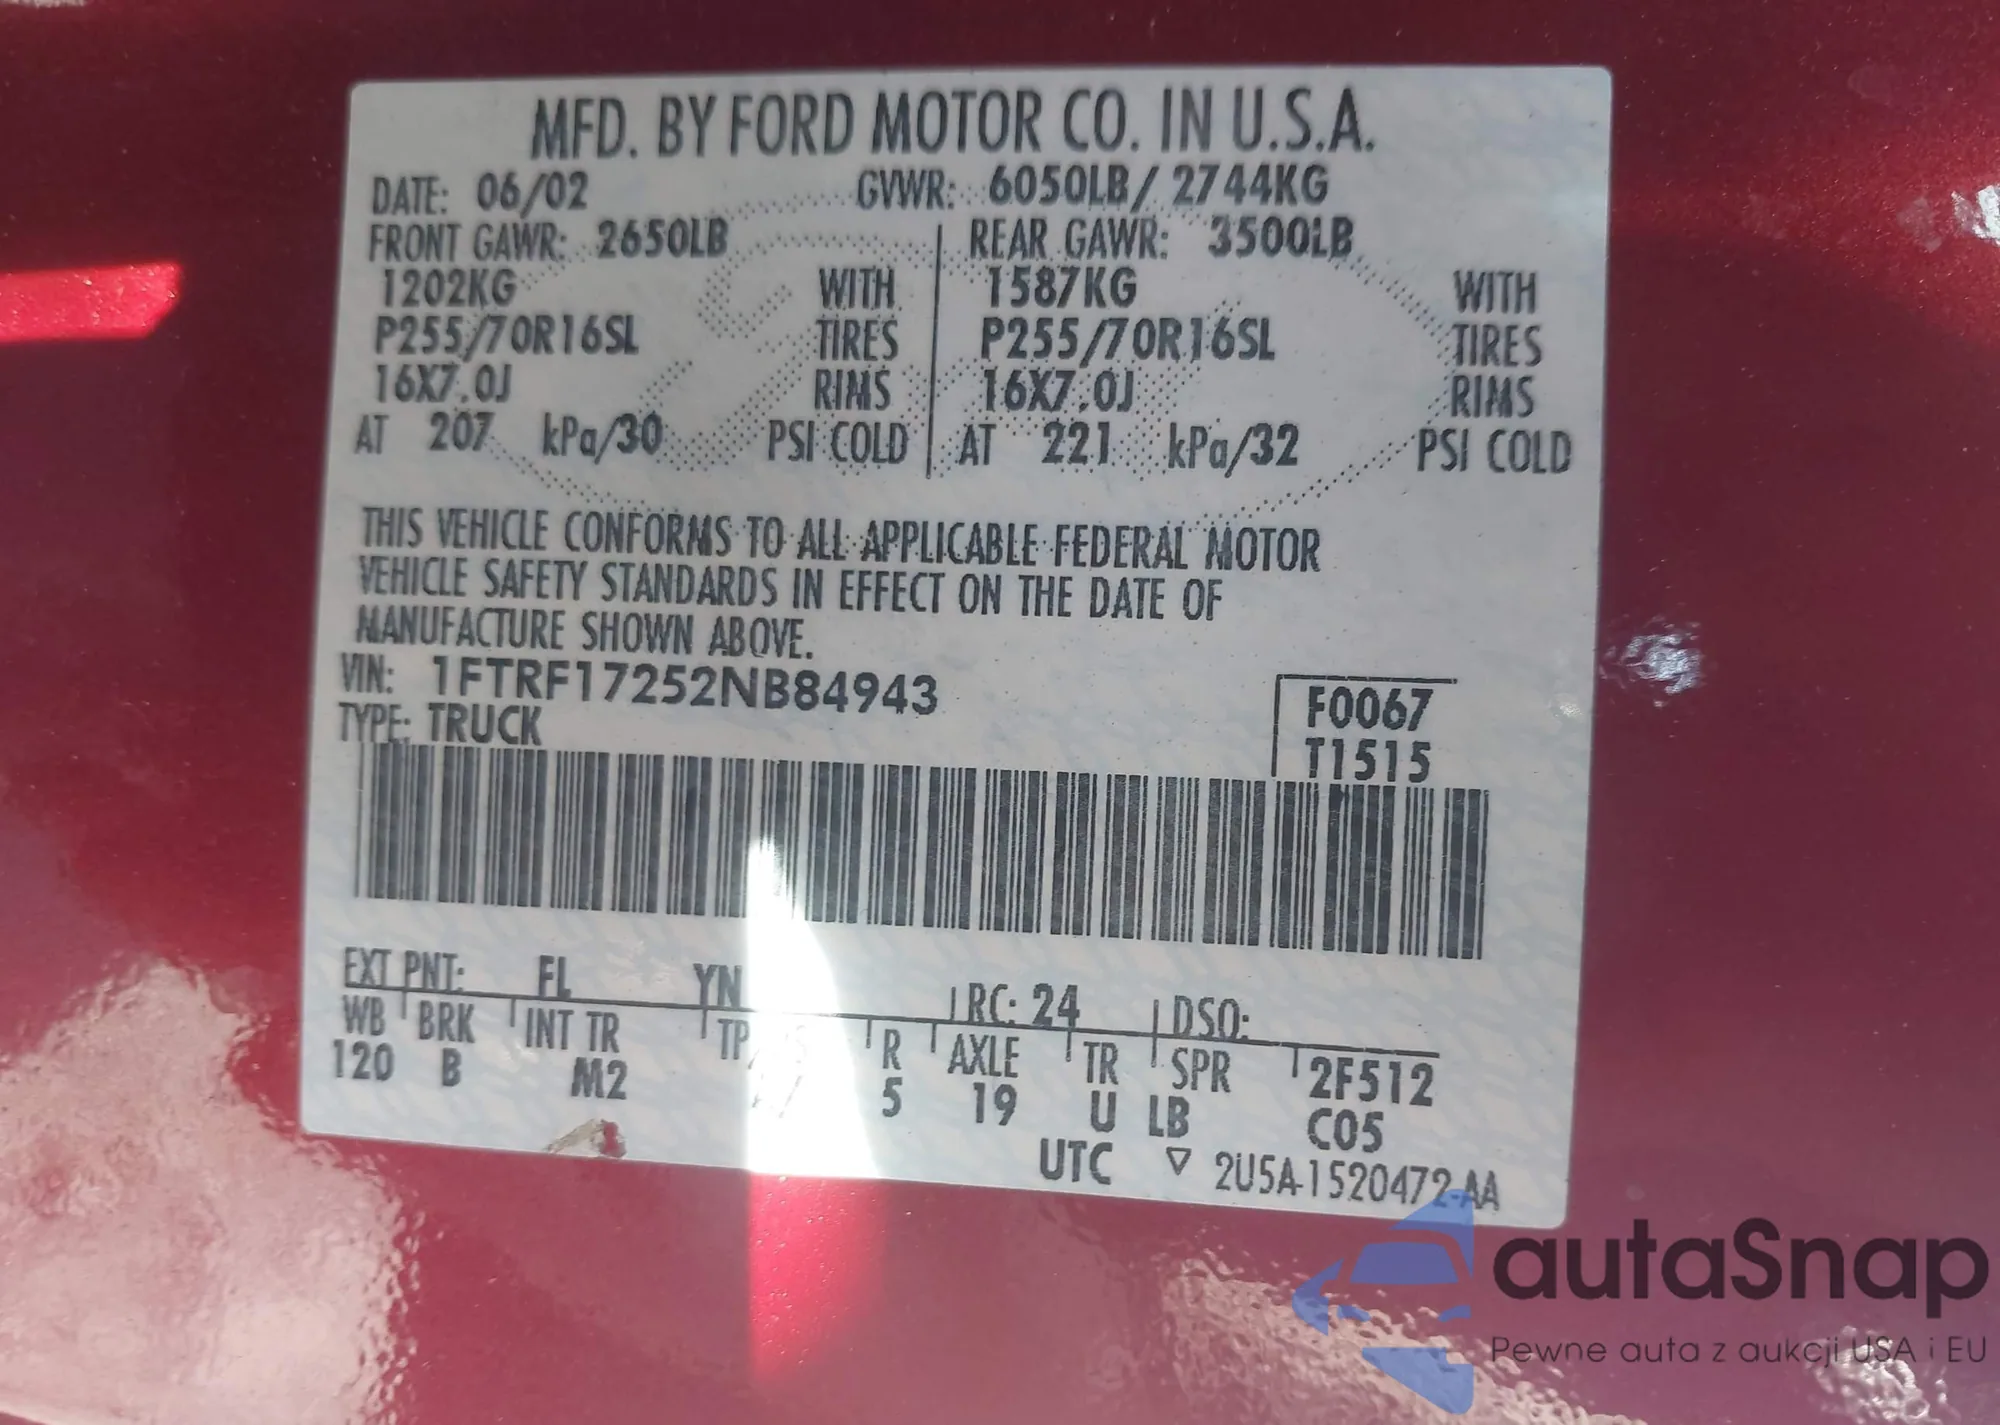 MFD. BY FORD MOTOR CO. IN U.S.A.
DATE: 06/02 GVWR: 6050LB/ 2744KG
FRONT GAWR: 2650LB REAR GAWR: 3500LB
1202KG WITH 1587KG WITH
P255/70R16SL TIRES P255/70R16SL TIRES
16X7.0J RIMS 16X7.0J RIMS
AT 207 kPa/30 PSI COLD AT 221 kPa/32 PSI COLD
THIS VEHICLE CONFORMS TO ALL APPLICABLE FEDERAL MOTOR
VEHICLE SAFETY STANDARDS IN EFFECT ON THE DATE OF
MANUFACTURE SHOWN ABOVE.
VIN: 1FTRF17252NB84943 F0067
TYPE: TRUCK T1515
EXT PNT: FL YN RC: 24 DSO:
WB BRK INT TR R AXLE TR SPR 2F512
120 B M2 5 19 U LB C05
UTC ▽ 2U5A-1520472-AA
autaSnap
Pewne auta z aukcji USA i EU